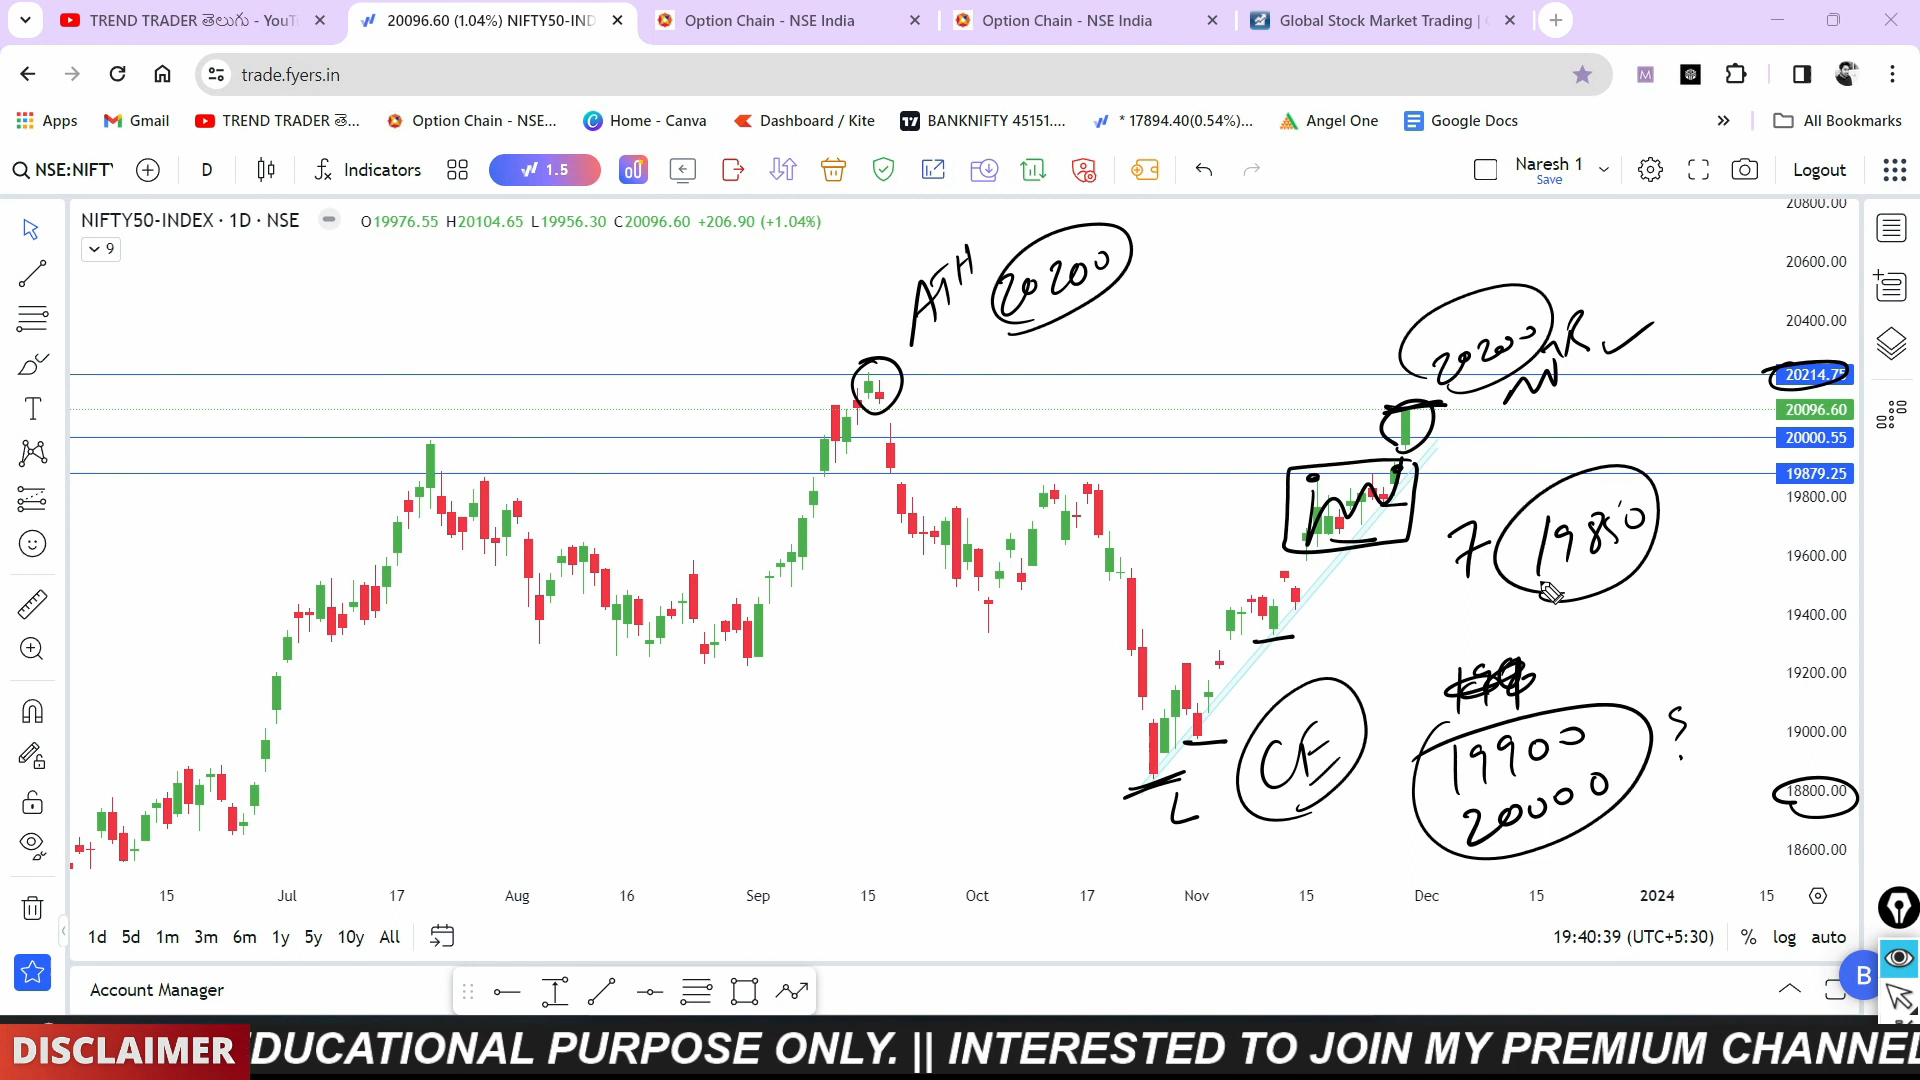 TREND TRADER తెలుగు - YouT
20096.60 (1.04%) NIFTY50-IND
Option Chain - NSE India
Option Chain - NSE India
Global Stock Market Trading |
trade.fyers.in
Apps
Gmail
TREND TRADER తె...
Option Chain - NSE...
Home - Canva
Dashboard / Kite
BANKNIFTY 45151....
* 17894.40(0.54%)...
Angel One
Google Docs
»
All Bookmarks
NSE:NIFTY
D
Indicators
1.5
Naresh 1
Save
Logout
NIFTY50-INDEX · 1D · NSE
O19976.55 H20104.65 L19956.30 C20096.60 +206.90 (+1.04%)
9
ATH 20200
20200
7 19850
CE
19900
20000
?
L
20800.00
20600.00
20400.00
20214.75
20096.60
20000.55
19879.25
19800.00
19600.00
19400.00
19200.00
19000.00
18800.00
18600.00
15 Jul 17 Aug 16 Sep 15 Oct 17 Nov 15 Dec 15 2024 15
1d 5d 1m 3m 6m 1y 5y 10y All
19:40:39 (UTC+5:30) % log auto
Account Manager
B
DISCLAIMER
DUCATIONAL PURPOSE ONLY. || INTERESTED TO JOIN MY PREMIUM CHANNEL